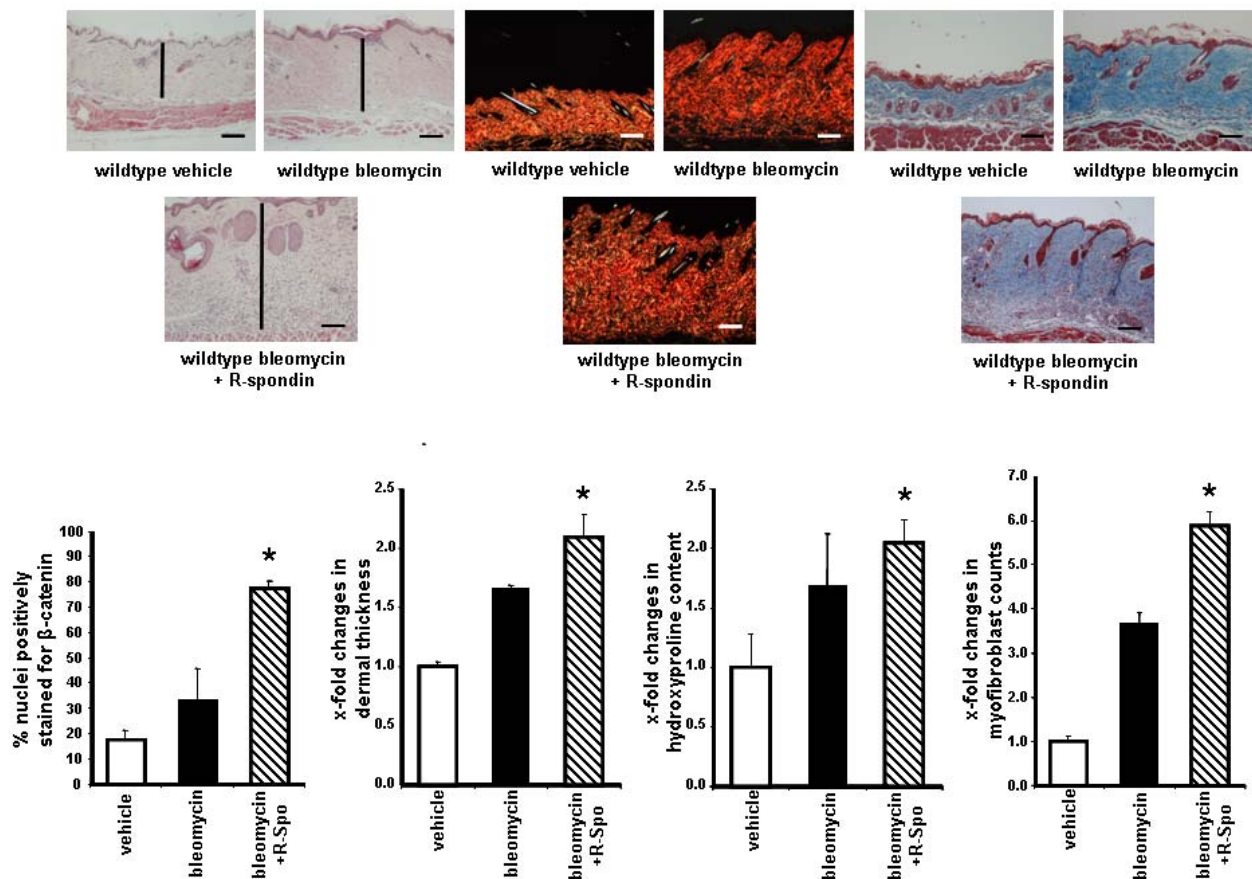 wildtype vehicle
wildtype bleomycin
wildtype vehicle
wildtype bleomycin
wildtype vehicle
wildtype bleomycin
wildtype bleomycin
+ R-spondin
wildtype bleomycin
+ R-spondin
wildtype bleomycin
+ R-spondin
% nuclei positively
stained for β-catenin
100
90
80
70
60
50
40
30
20
10
0
*
vehicle
bleomycin
bleomycin
+R-Spo
x-fold changes in
dermal thickness
2.5
2.0
1.5
1.0
0.5
0.0
*
vehicle
bleomycin
bleomycin
+R-Spo
x-fold changes in
hydroxyproline content
2.5
2.0
1.5
1.0
0.5
0.0
*
vehicle
bleomycin
bleomycin
+R-Spo
x-fold changes in
myofibroblast counts
7.0
6.0
5.0
4.0
3.0
2.0
1.0
0.0
*
vehicle
bleomycin
bleomycin
+R-Spo